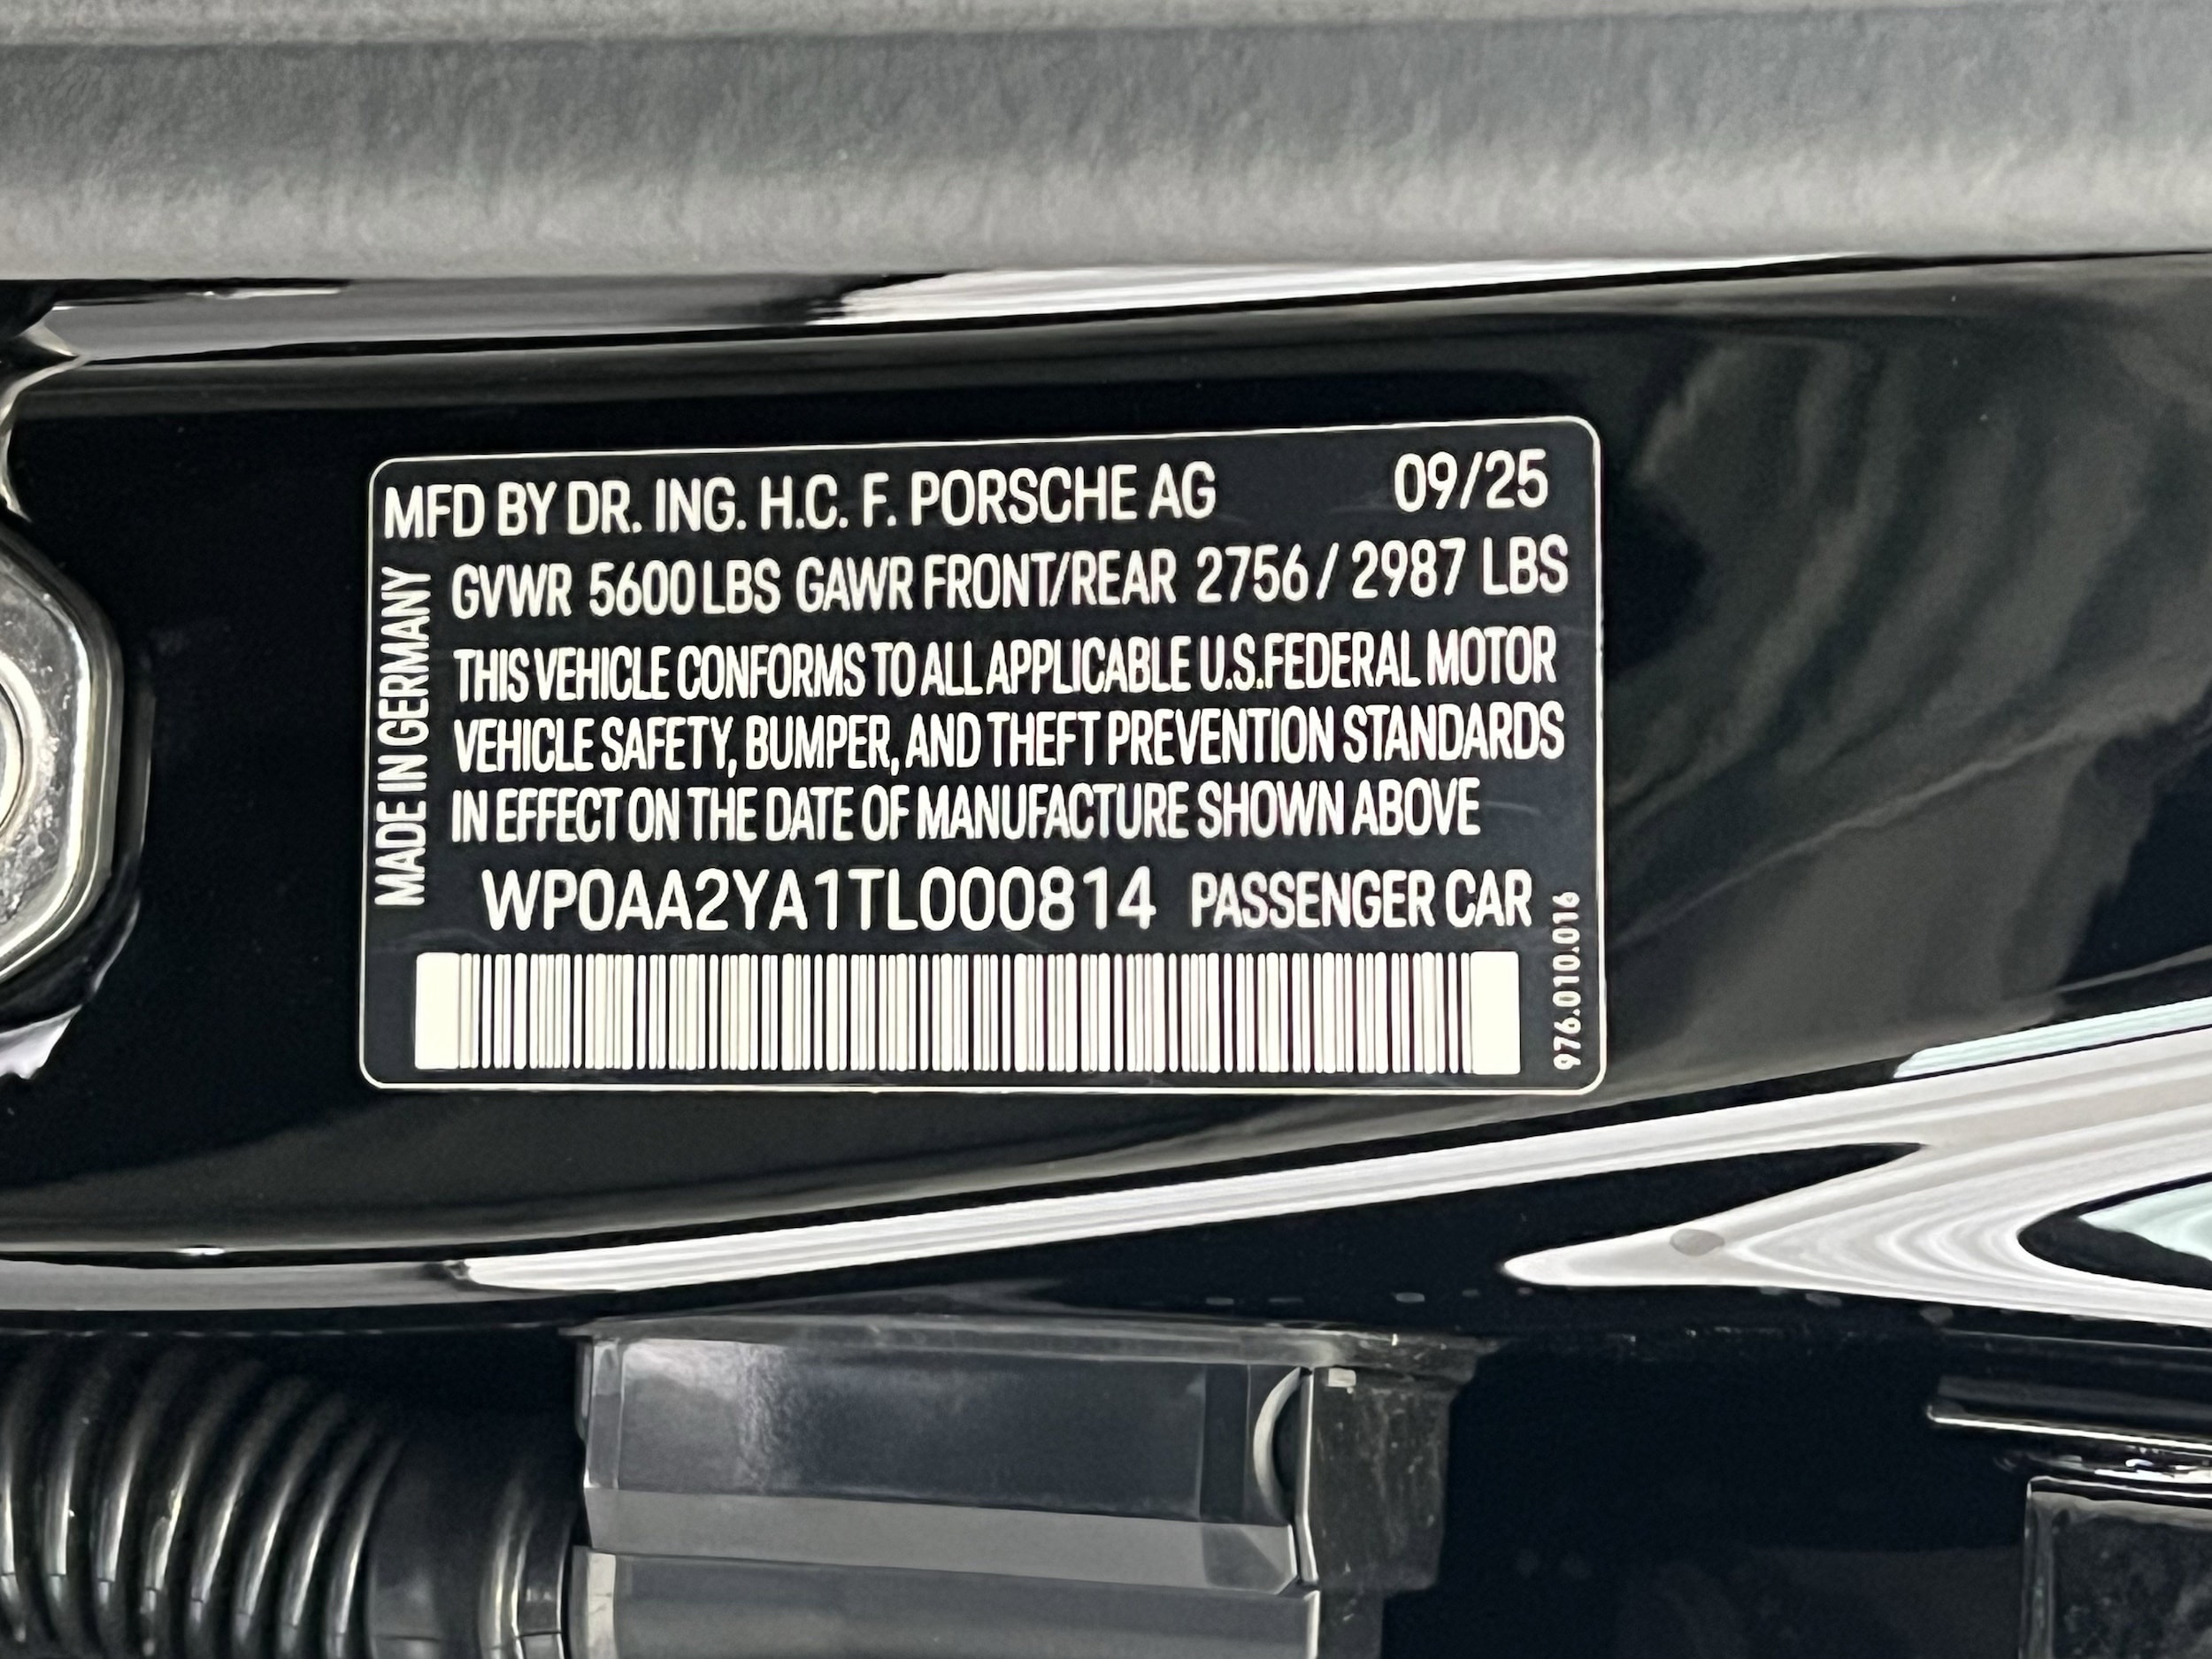 MFD BY DR. ING. H.C. F. PORSCHE AG 09/25
GVWR 5600 LBS GAWR FRONT/REAR 2756 / 2987 LBS
THIS VEHICLE CONFORMS TO ALL APPLICABLE U.S.FEDERAL MOTOR
VEHICLE SAFETY, BUMPER, AND THEFT PREVENTION STANDARDS
IN EFFECT ON THE DATE OF MANUFACTURE SHOWN ABOVE
WP0AA2YA1TL000814 PASSENGER CAR
MADE IN GERMANY
976.010.016